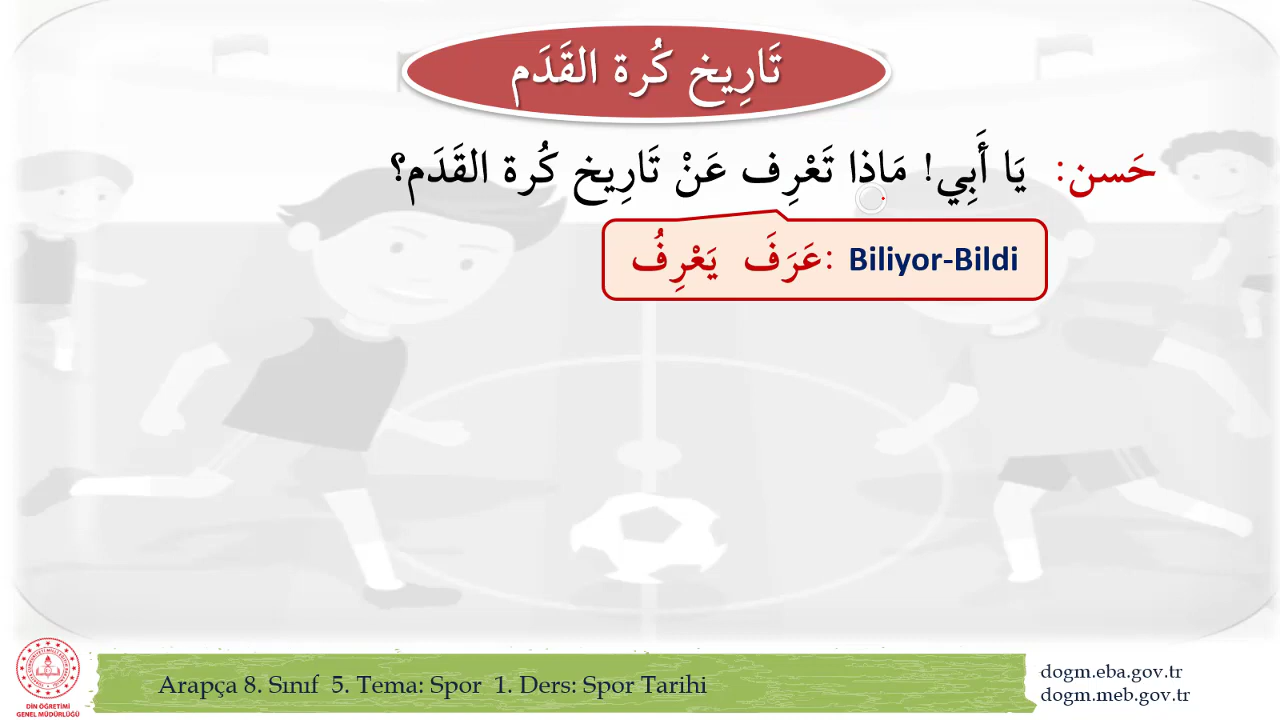 تَارِيخ كُرة القَدَم
حَسن: يَا أَبِي! مَاذا تَعْرِف عَنْ تَارِيخ كُرة القَدَم؟
عَرَفَ يَعْرِفُ: Biliyor-Bildi
DİN ÖĞRETİMİ
GENEL MÜDÜRLÜĞÜ
Arapça 8. Sınıf 5. Tema: Spor 1. Ders: Spor Tarihi
dogm.eba.gov.tr
dogm.meb.gov.tr